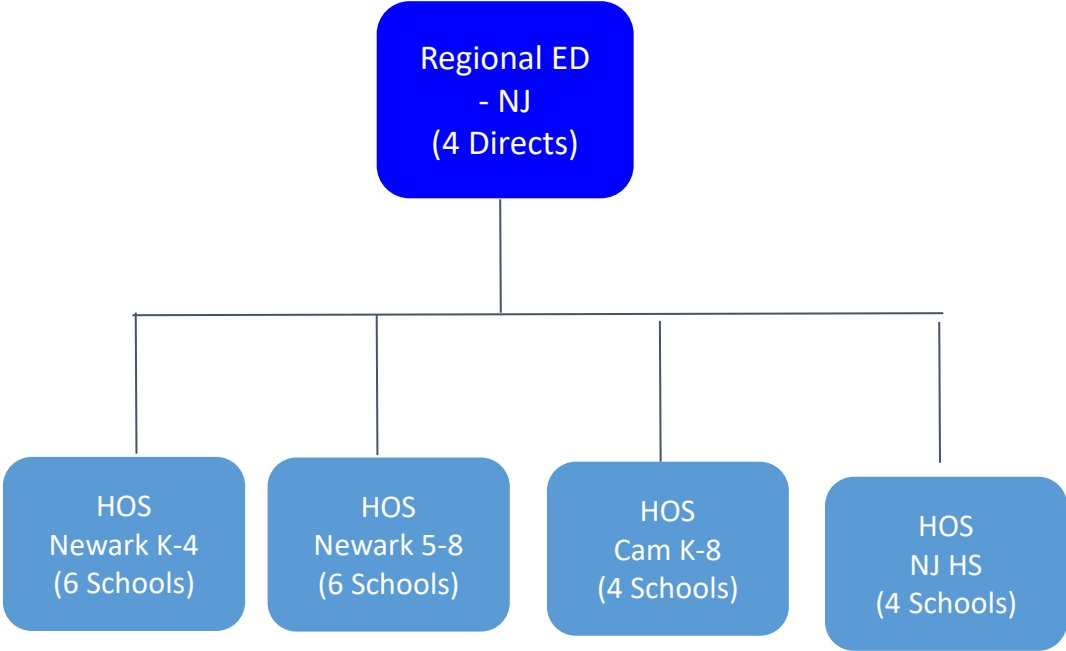 Regional ED
- NJ
(4 Directs)
HOS
Newark K-4
(6 Schools)
HOS
Newark 5-8
(6 Schools)
HOS
Cam K-8
(4 Schools)
HOS
NJ HS
(4 Schools)